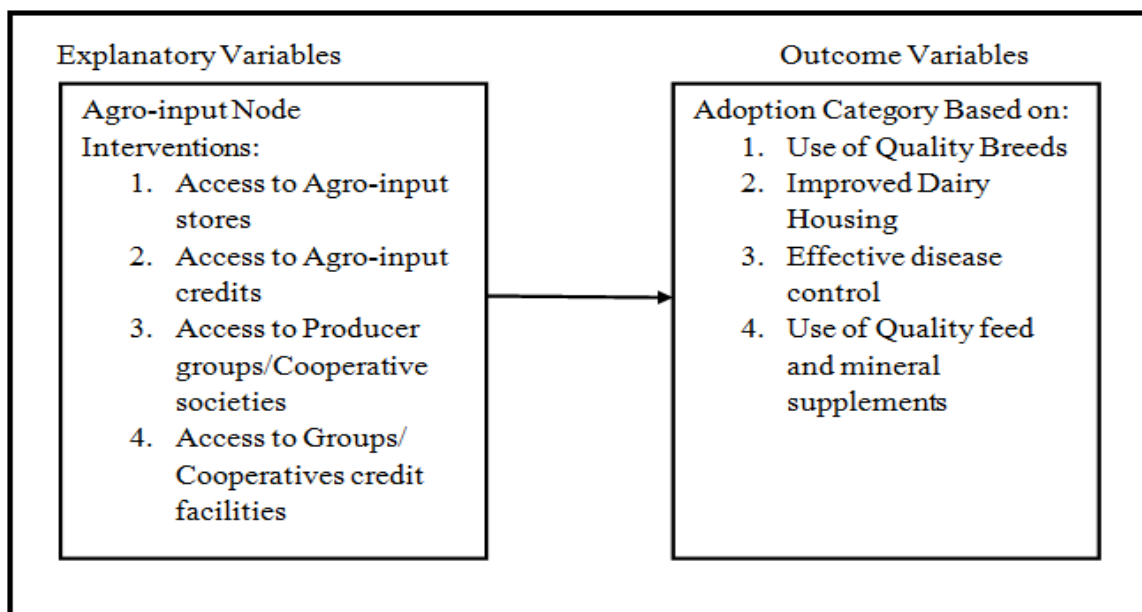 Explanatory Variables
Agro-input Node
Interventions:
1. Access to Agro-input
stores
2. Access to Agro-input
credits
3. Access to Producer
groups/Cooperative
societies
4. Access to Groups/
Cooperatives credit
facilities
Outcome Variables
Adoption Category Based on:
1. Use of Quality Breeds
2. Improved Dairy
Housing
3. Effective disease
control
4. Use of Quality feed
and mineral
supplements